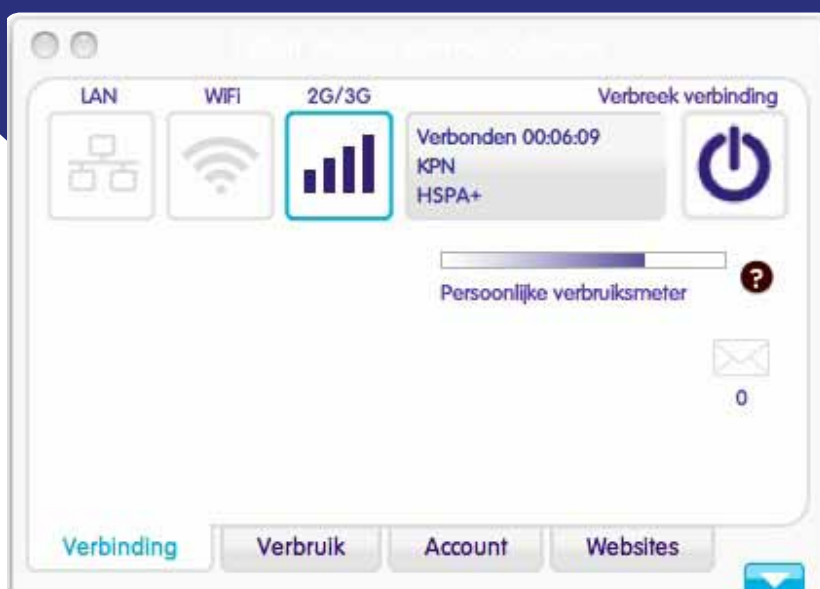 LAN WiFi 2G/3G Verbreek verbinding
Verbonden 00:06:09
KPN
HSPA+
?
Persoonlijke verbruiksmeter
0
Verbinding Verbruik Account Websites